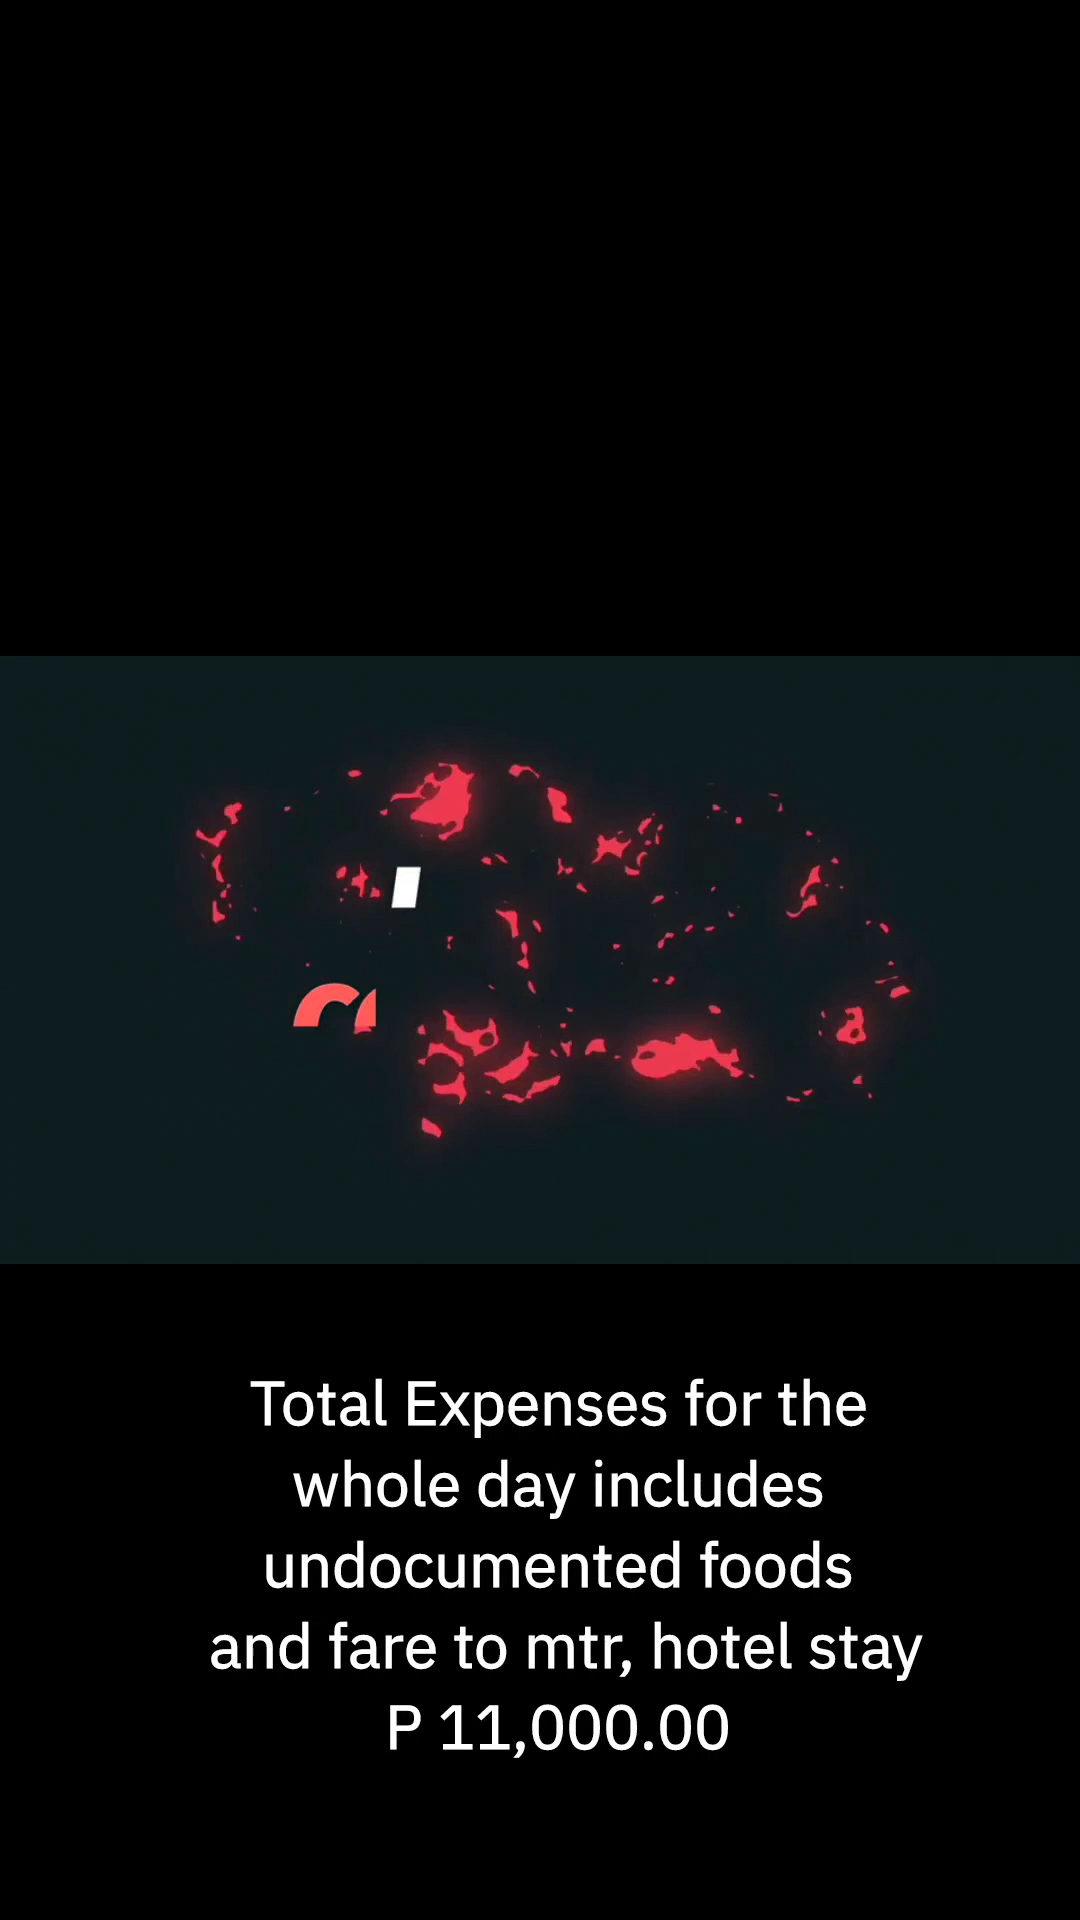 Total Expenses for the
whole day includes
undocumented foods
and fare to mtr, hotel stay
P 11,000.00